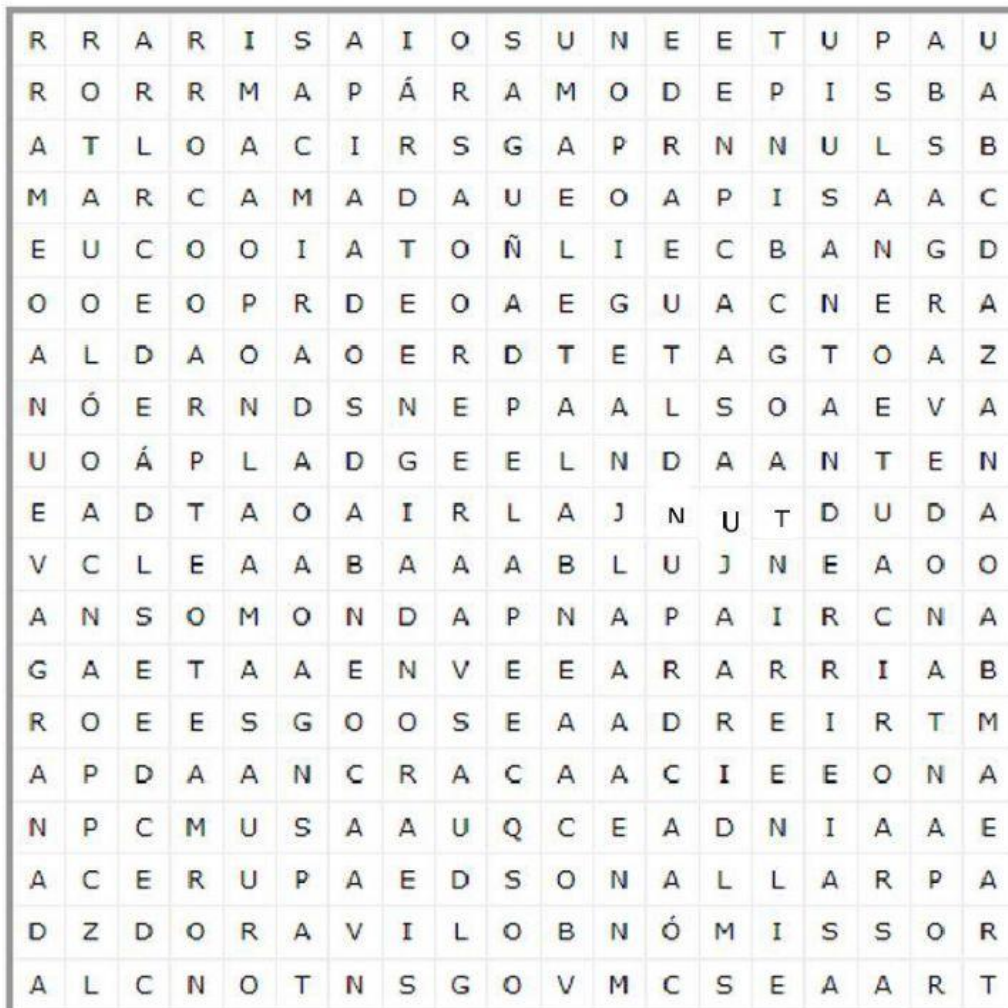 R R A R I S A I O S U N E E T U P A U
R O R R M A P Á R A M O D E P I S B A
A T L O A C I R S G A P R N N U L S B
M A R C A M A D A U E O A P I S A A C
E U C O O I A T O Ñ L I E C B A N G D
O O E O P R D E O A E G U A C N E R A
A L D A O A O E R D T E T A G T O A Z
N Ó E R N D S N E P A A L S O A E V A
U O Á P L A D G E E L N D A A N T E N
E A D T A O A I R L A J N U T D U D A
V C L E A A B A A A B L U J N E A O O
A N S O M O N D A P N A P A I R C N A
G A E T A A E N V E E A R A R R I A B
R O E E S G O O S E A A D R E I R T M
A P D A A N C R A C A A C I E E O N A
N P C M U S A A U Q C E A D N I A A E
A C E R U P A E D S O N A L L A R P A
D Z D O R A V I L O B N Ó M I S S O R
A L C N O T N S G O V M C S E A A R T